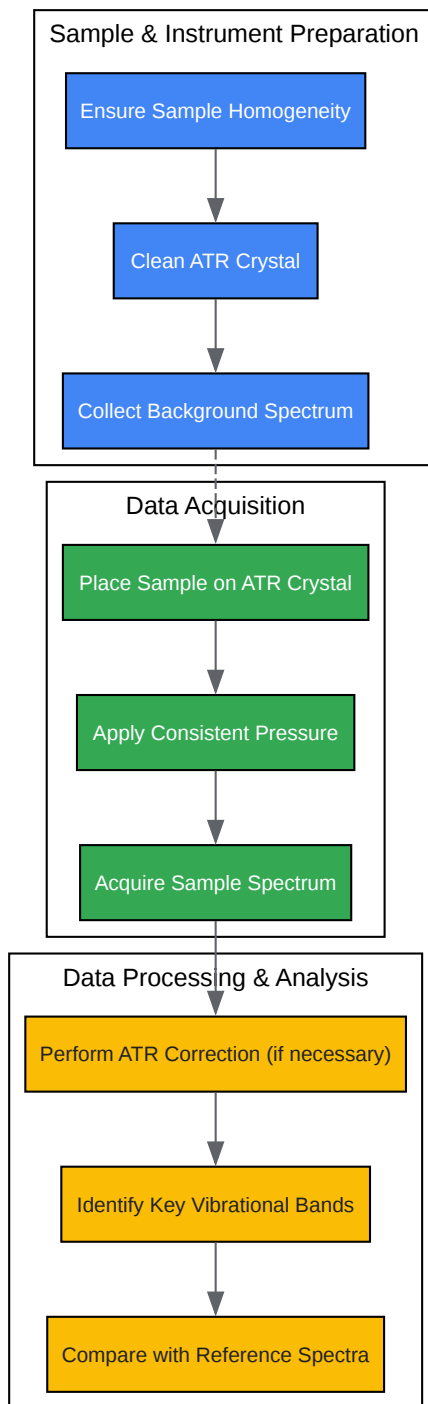 Sample & Instrument Preparation
Ensure Sample Homogeneity
Clean ATR Crystal
Collect Background Spectrum
Data Acquisition
Place Sample on ATR Crystal
Apply Consistent Pressure
Acquire Sample Spectrum
Data Processing & Analysis
Perform ATR Correction (if necessary)
Identify Key Vibrational Bands
Compare with Reference Spectra